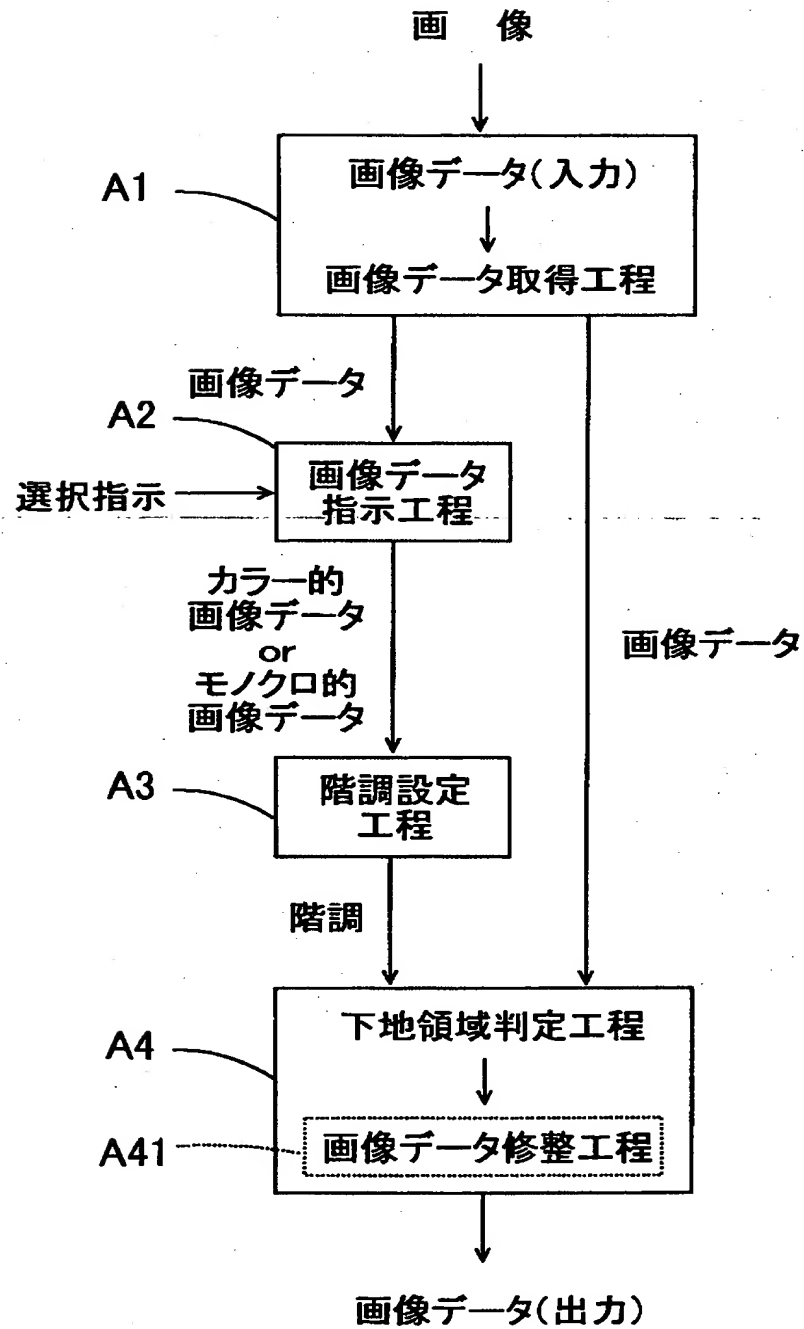 画 像
A1
画像データ(入力)
↓
画像データ取得工程
画像データ
A2
画像データ
指示工程
選択指示
カラー的
画像データ
or
モノクロ的
画像データ
画像データ
A3
階調設定
工程
階調
A4
下地領域判定工程
A41
画像データ修整工程
画像データ(出力)